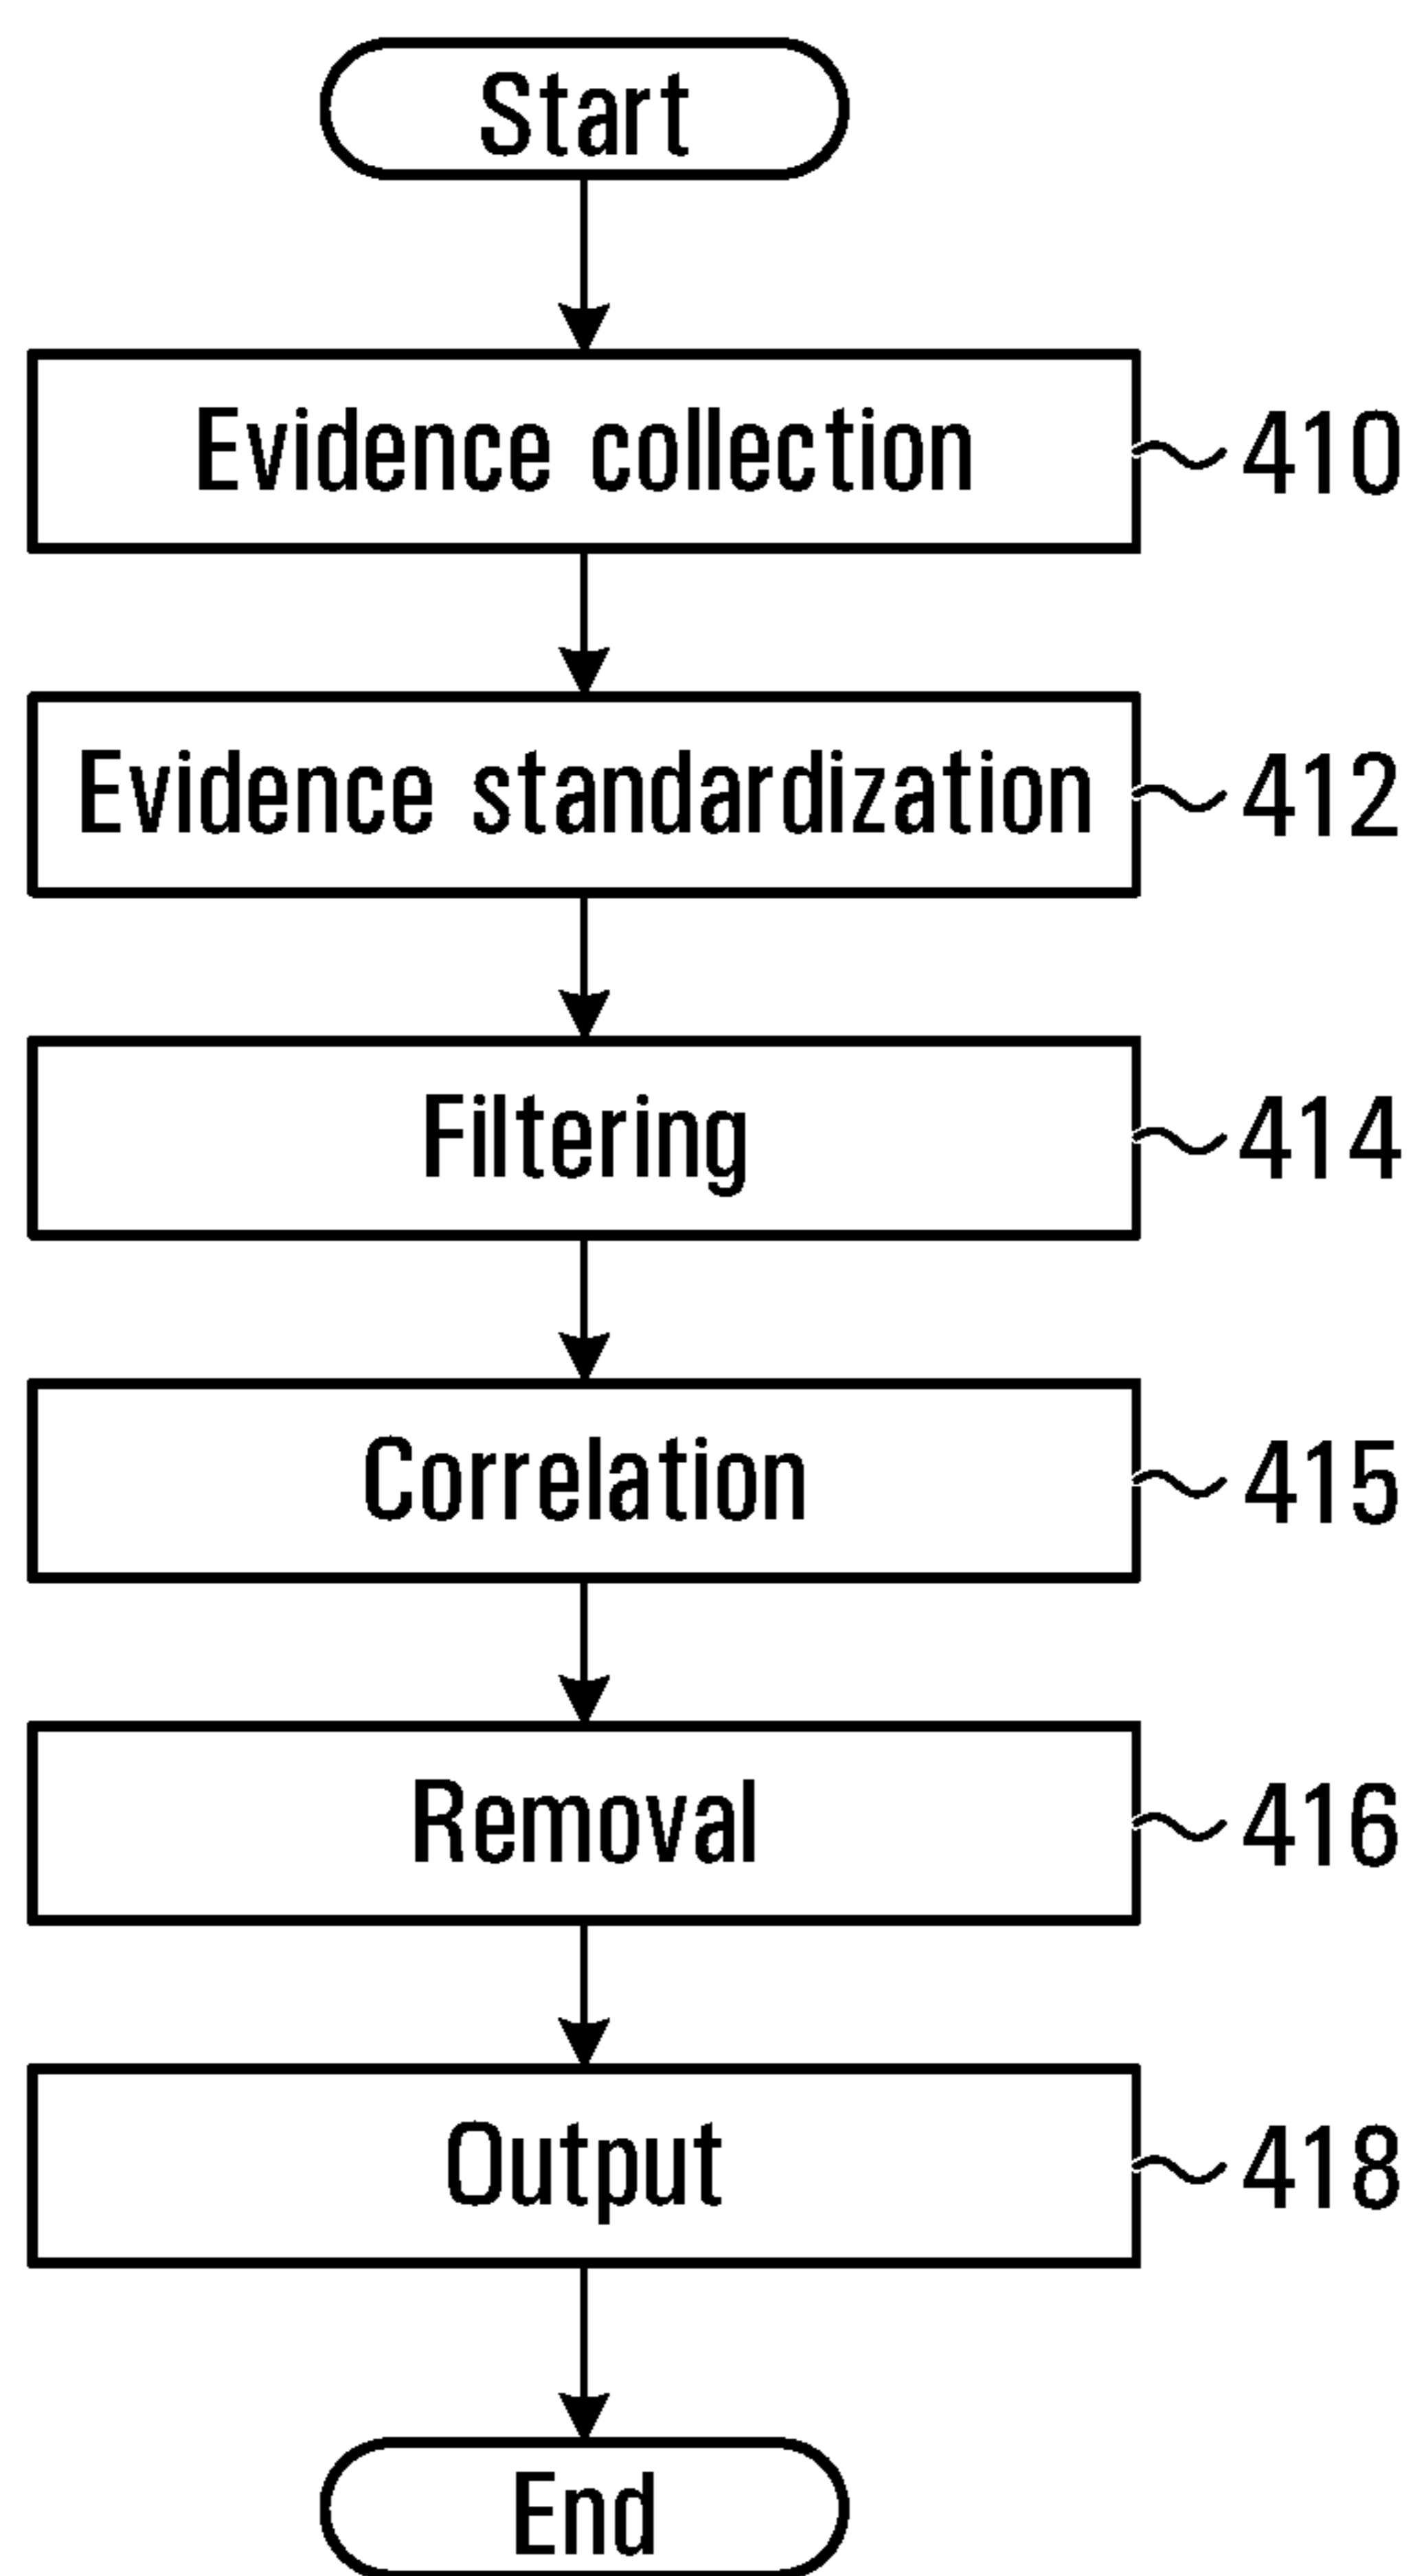 Start
Evidence collection 410
Evidence standardization 412
Filtering 414
Correlation 415
Removal 416
Output 418
End